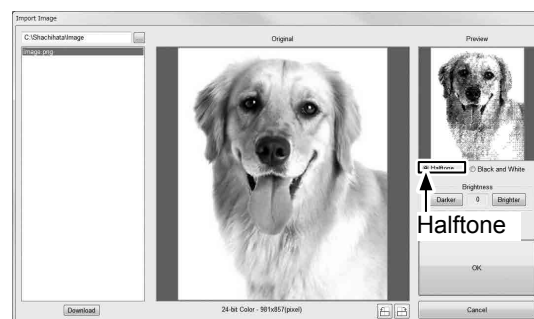 Import Image
C:\Shachihata\Image
...
Original
Preview
image.png
Halftone
Black and White
Brightness
Darker
0
Brighter
Halftone
OK
Download
24-bit Color - 981x857(pixel)
Cancel